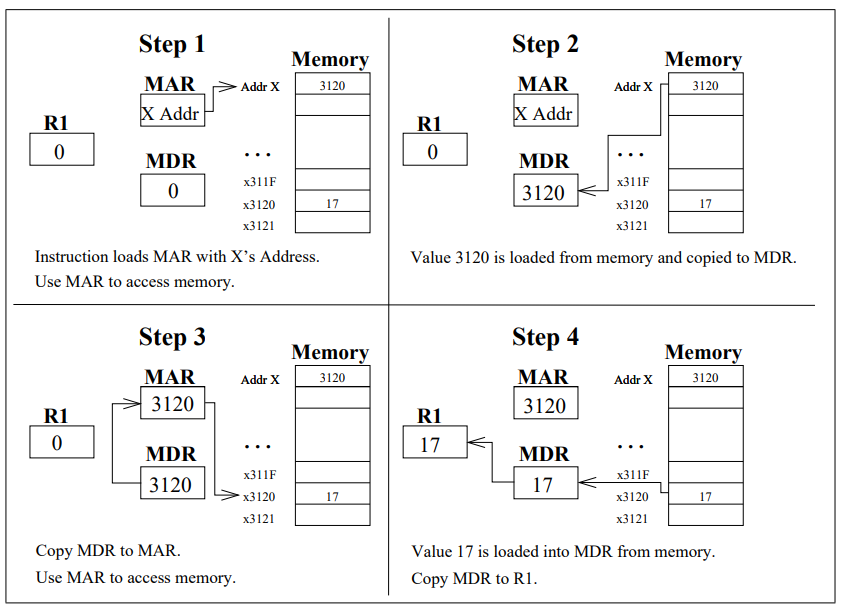 Step 1
Memory
MAR
Addr X
3120
X Addr
R1
0
MDR
0
...
x311F
x3120
17
x3121
Instruction loads MAR with X's Address.
Use MAR to access memory.
Step 2
Memory
MAR
Addr X
3120
X Addr
R1
0
MDR
3120
...
x311F
x3120
17
x3121
Value 3120 is loaded from memory and copied to MDR.
Step 3
Memory
MAR
Addr X
3120
3120
R1
0
MDR
3120
...
x311F
x3120
17
x3121
Copy MDR to MAR.
Use MAR to access memory.
Step 4
Memory
MAR
Addr X
3120
3120
R1
17
MDR
17
...
x311F
x3120
17
x3121
Value 17 is loaded into MDR from memory.
Copy MDR to R1.